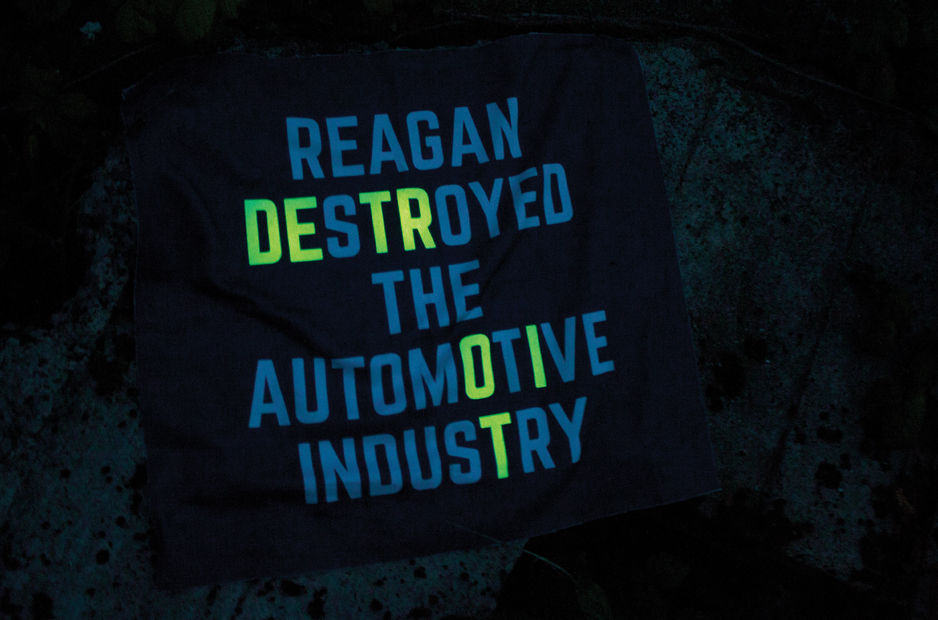 REAGAN
DESTROYED
THE
AUTOMOTIVE
INDUSTRY